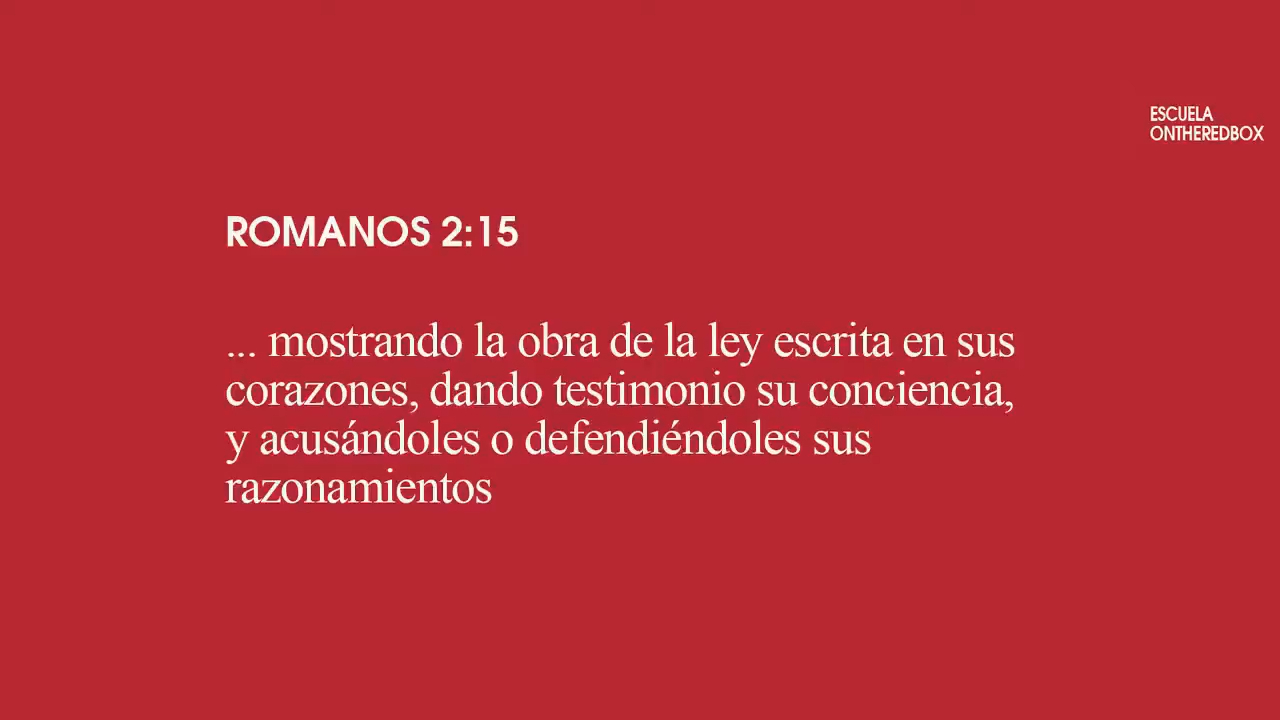 ESCUELA
ONTHEREDBOX
ROMANOS 2:15
... mostrando la obra de la ley escrita en sus
corazones, dando testimonio su conciencia,
y acusándoles o defendiéndoles sus
razonamientos